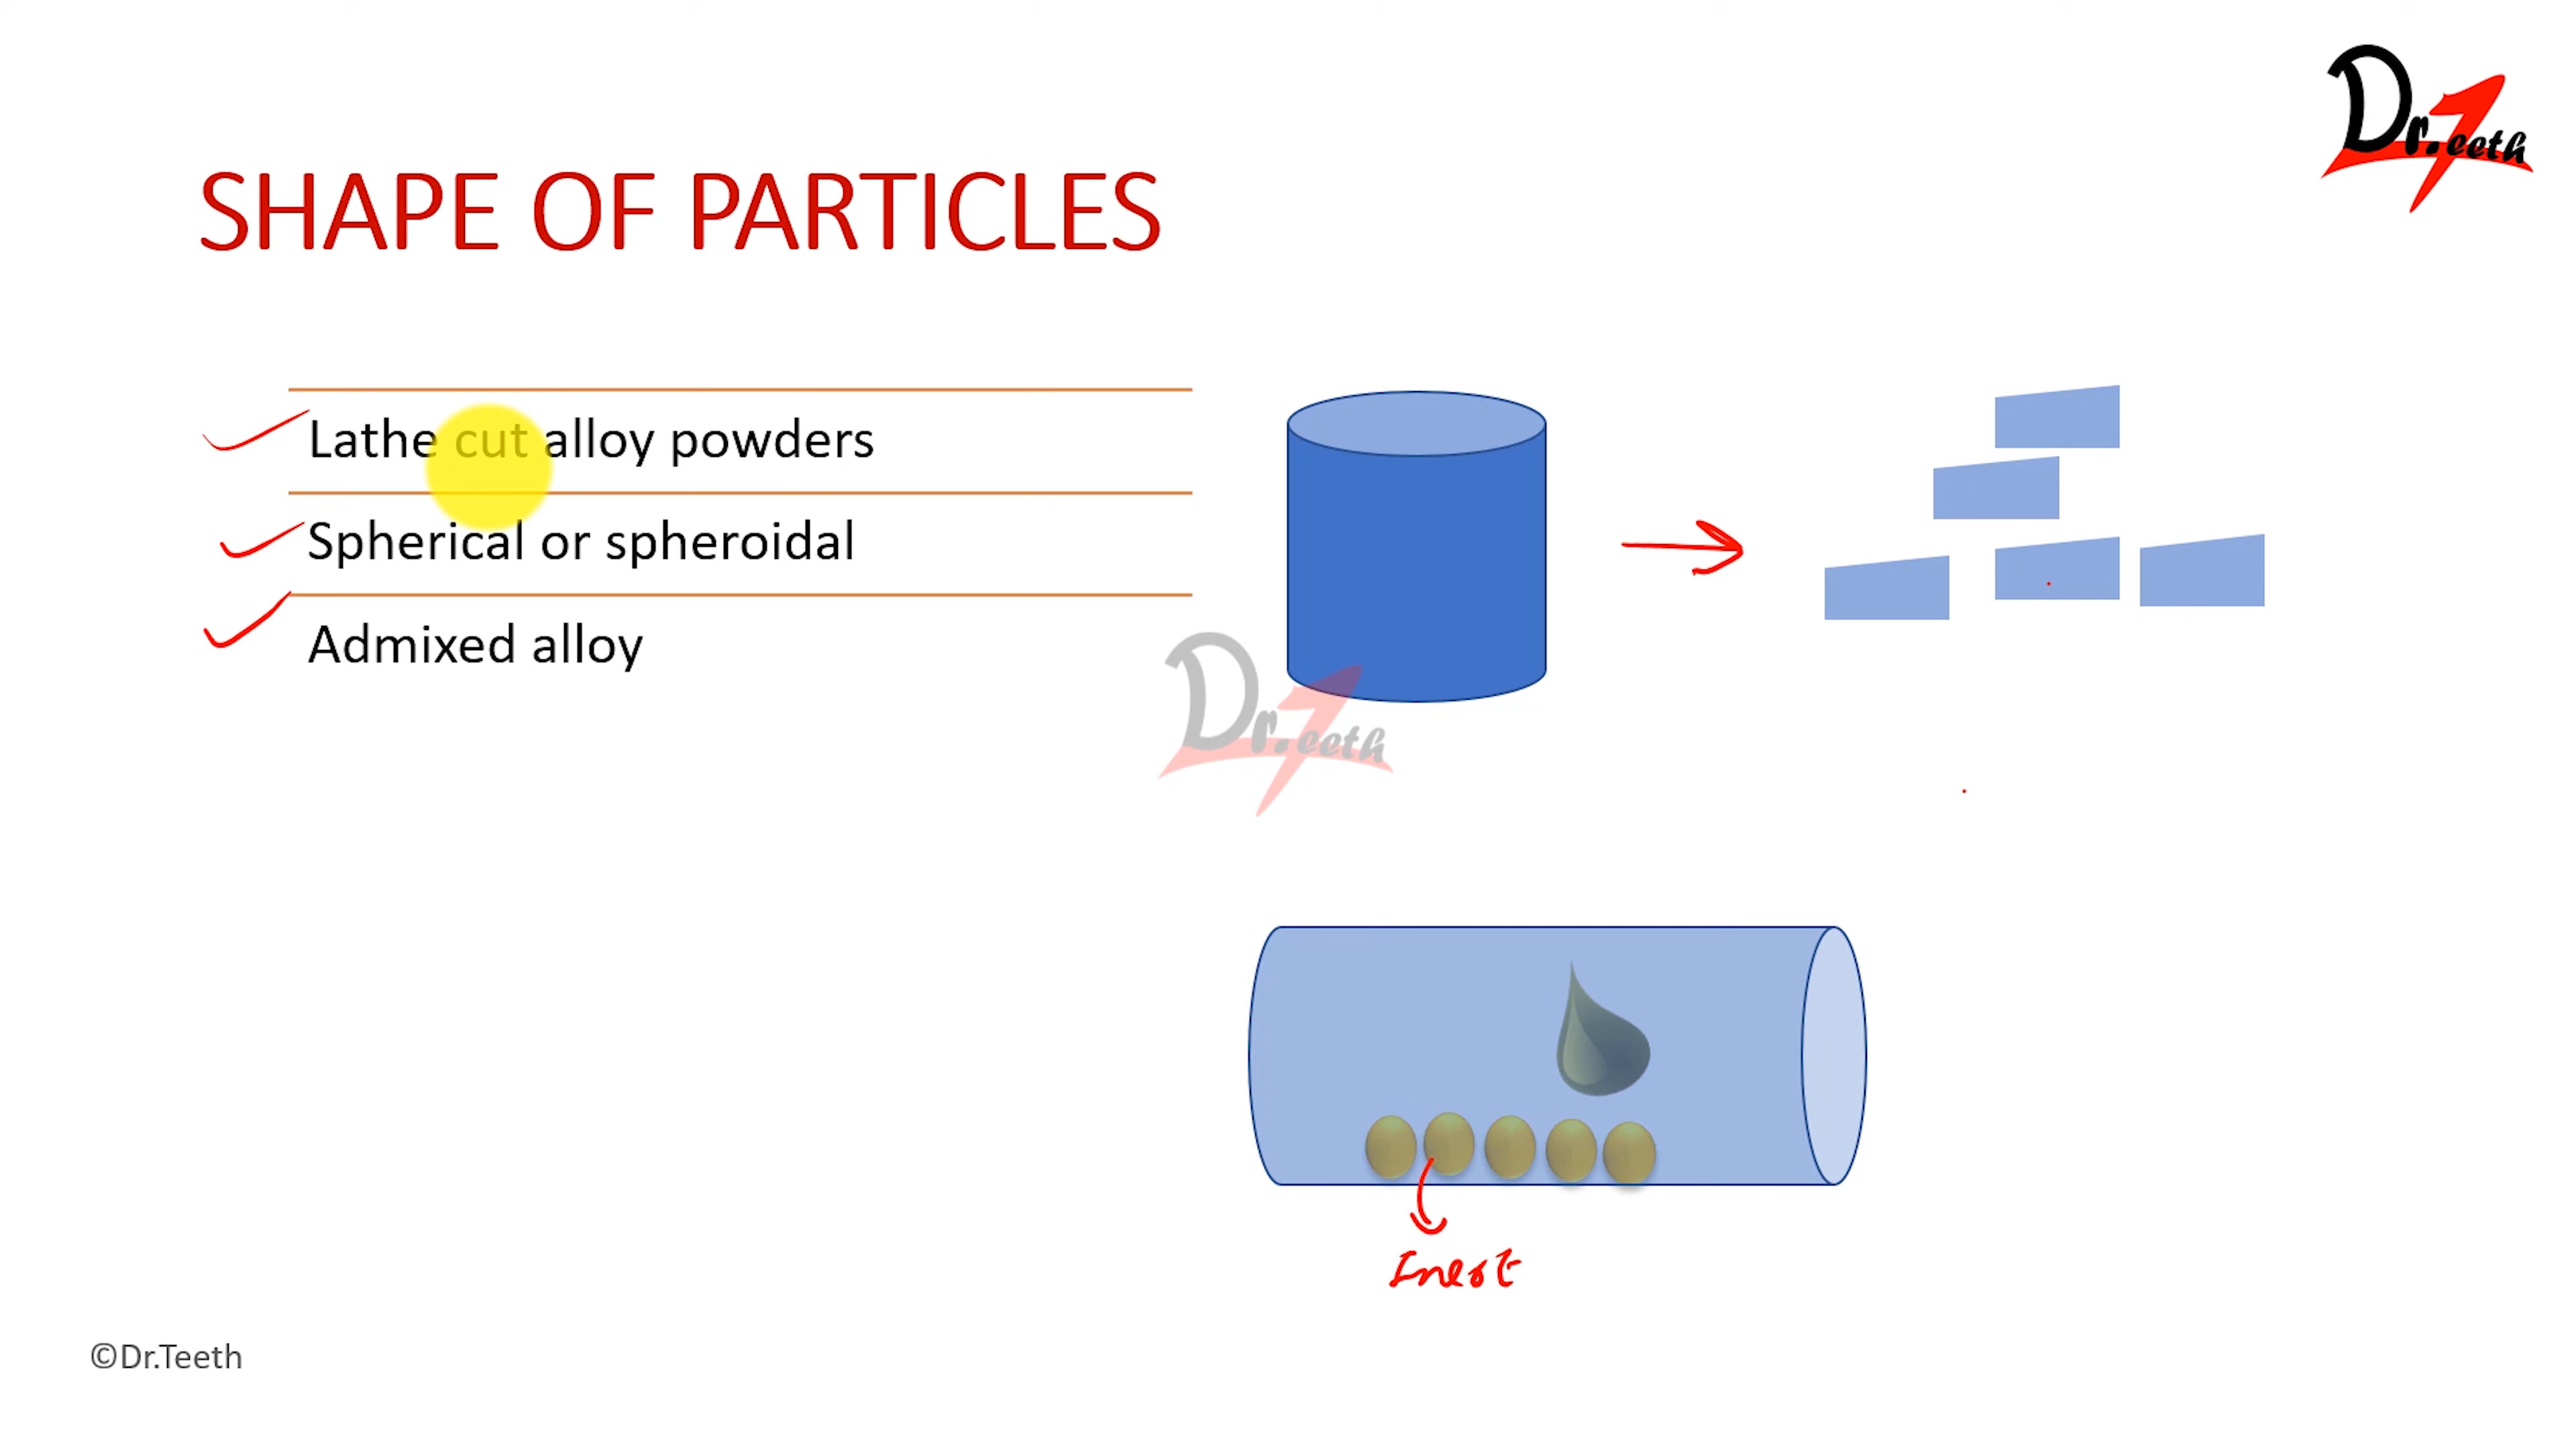 Dr.Teeth
SHAPE OF PARTICLES
Lathe cut alloy powders
Spherical or spheroidal
Admixed alloy
Dr.Teeth
Inert
©Dr.Teeth